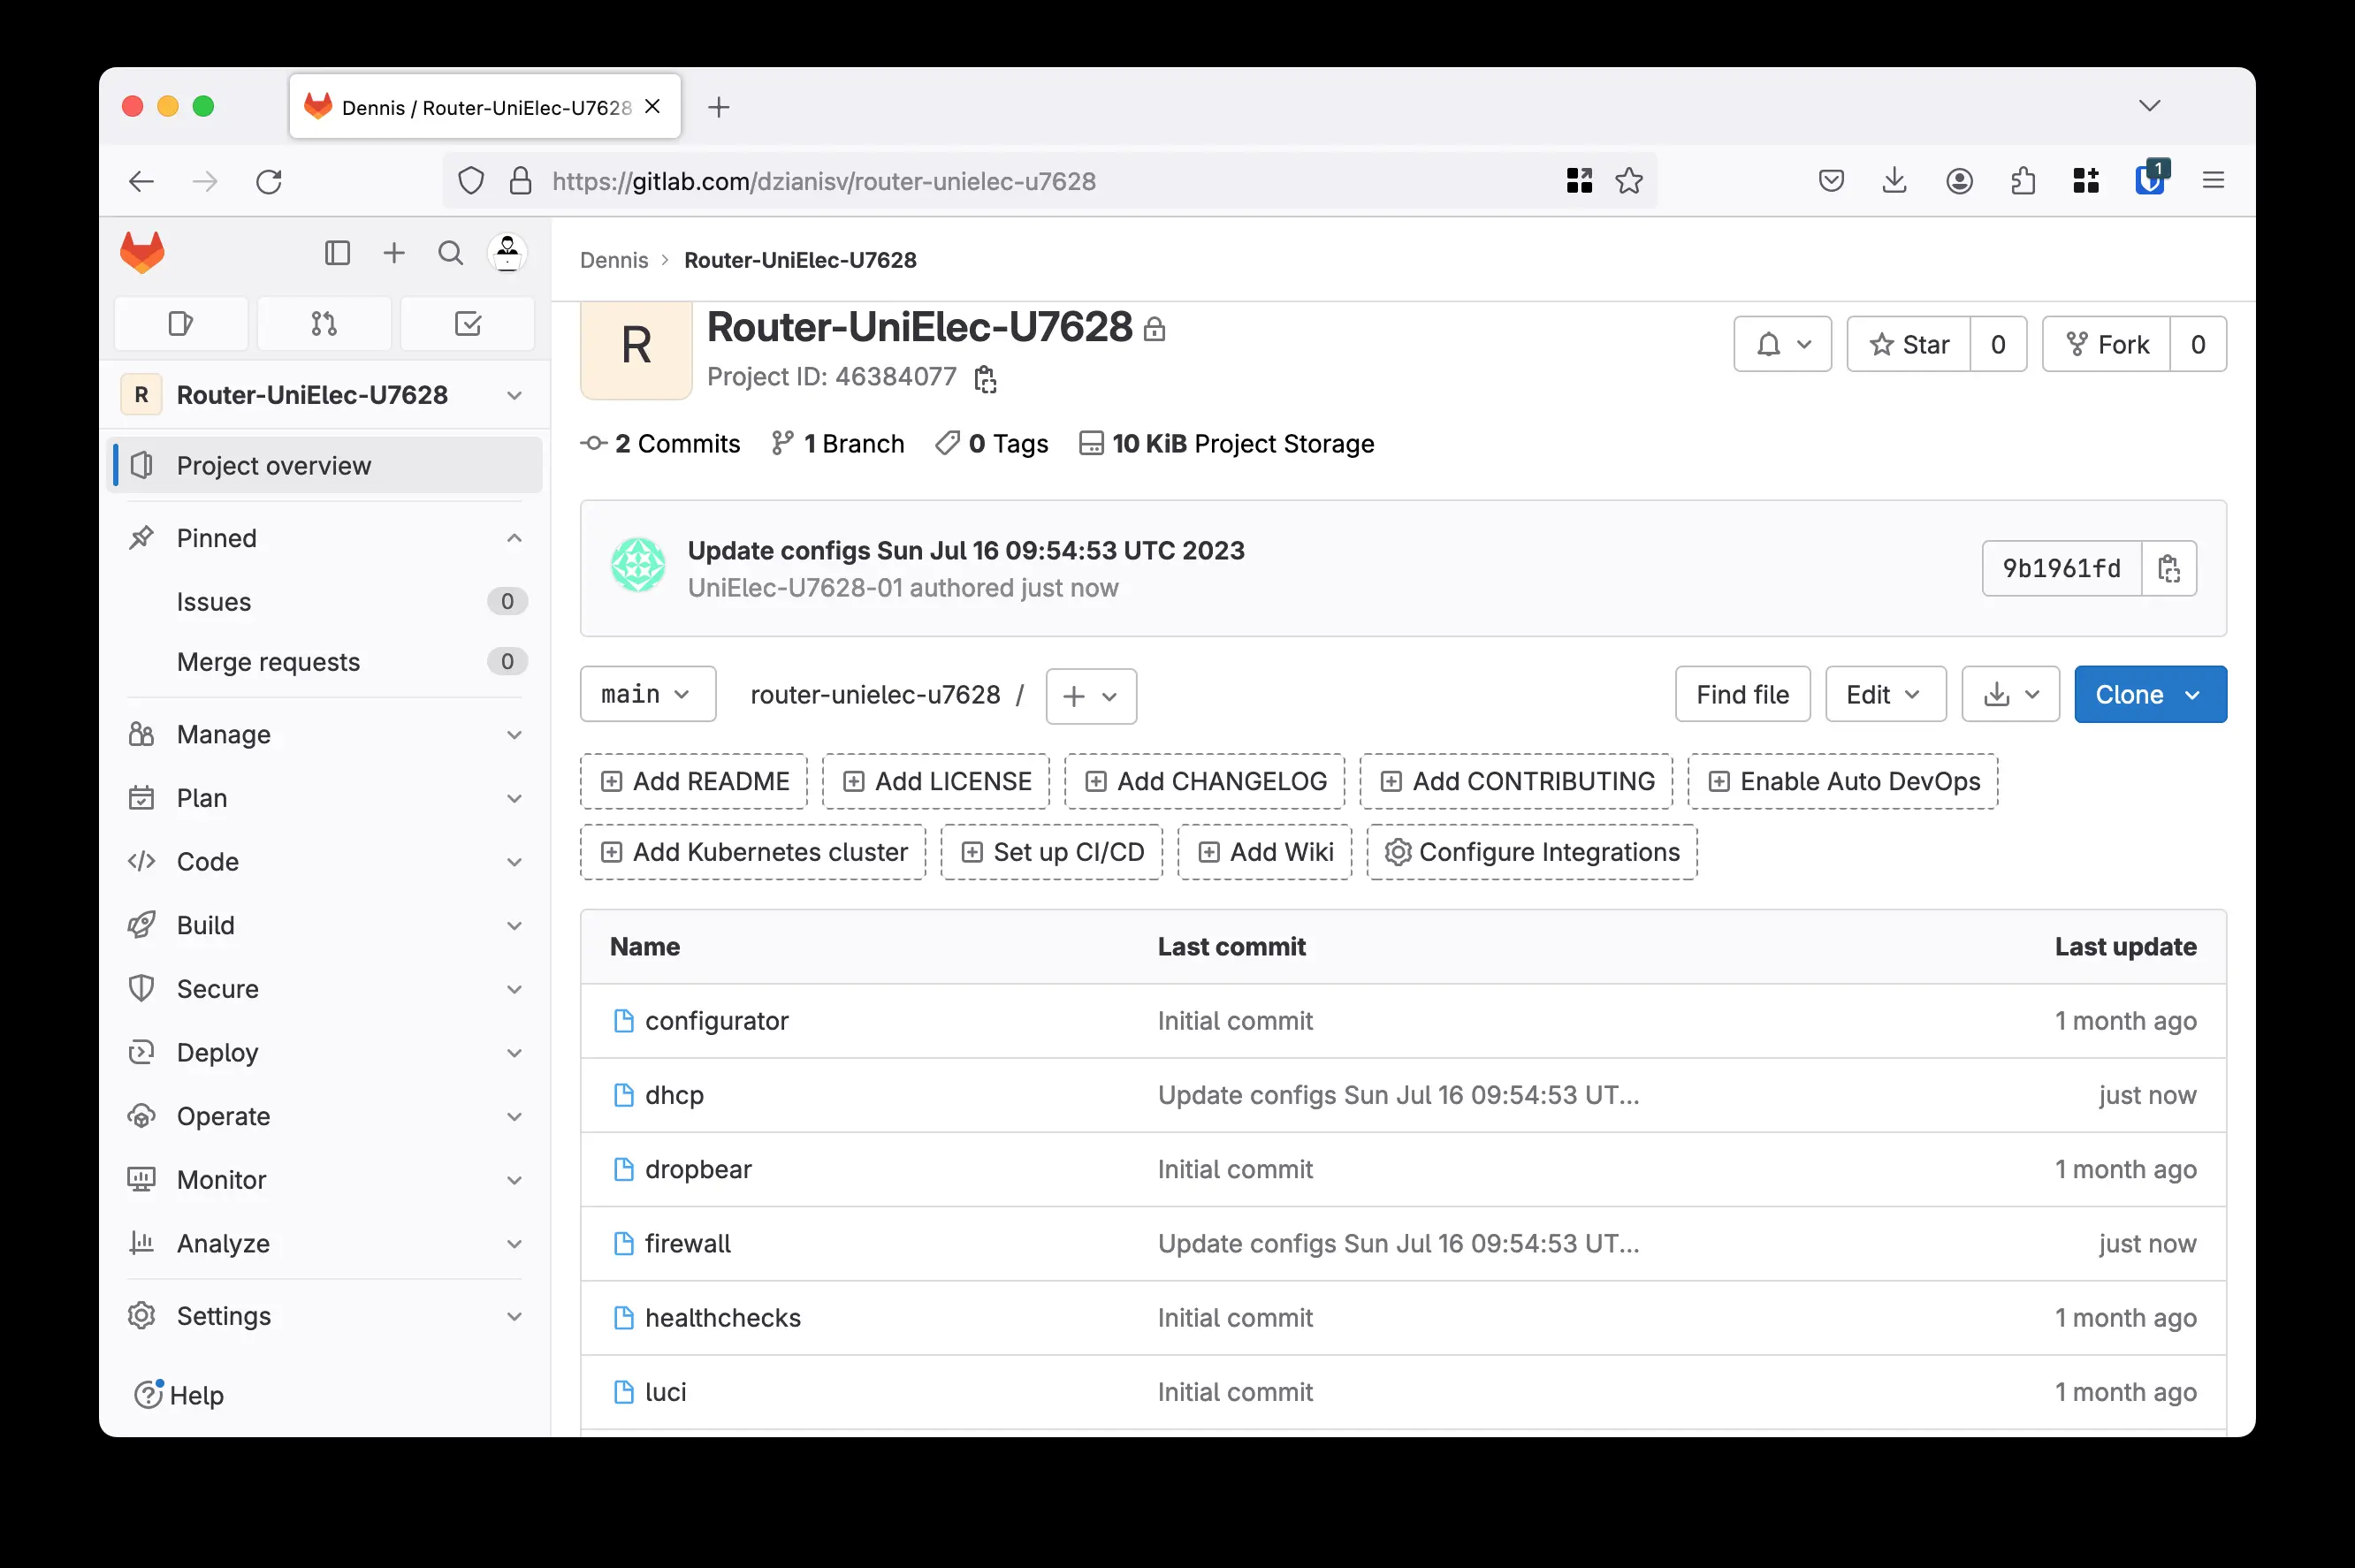 Dennis / Router-UniElec-U7628
https://gitlab.com/dzianisv/router-unielec-u7628
1
Dennis › Router-UniElec-U7628
R Router-UniElec-U7628
Project overview
Pinned
Issues 0
Merge requests 0
Manage
Plan
Code
Build
Secure
Deploy
Operate
Monitor
Analyze
Settings
Help
R
Router-UniElec-U7628
Project ID: 46384077
Star 0 Fork 0
2 Commits 1 Branch 0 Tags 10 KiB Project Storage
Update configs Sun Jul 16 09:54:53 UTC 2023
UniElec-U7628-01 authored just now
9b1961fd
main router-unielec-u7628 / Find file Edit Clone
Add README Add LICENSE Add CHANGELOG Add CONTRIBUTING Enable Auto DevOps
Add Kubernetes cluster Set up CI/CD Add Wiki Configure Integrations
Name Last commit Last update
configurator Initial commit 1 month ago
dhcp Update configs Sun Jul 16 09:54:53 UT... just now
dropbear Initial commit 1 month ago
firewall Update configs Sun Jul 16 09:54:53 UT... just now
healthchecks Initial commit 1 month ago
luci Initial commit 1 month ago